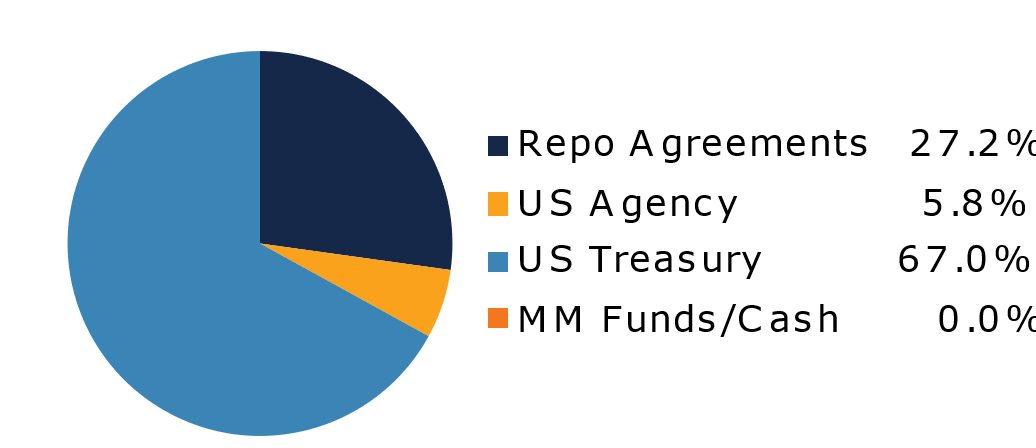 Repo Agreements 27.2%
US Agency 5.8%
US Treasury 67.0%
MM Funds/Cash 0.0%